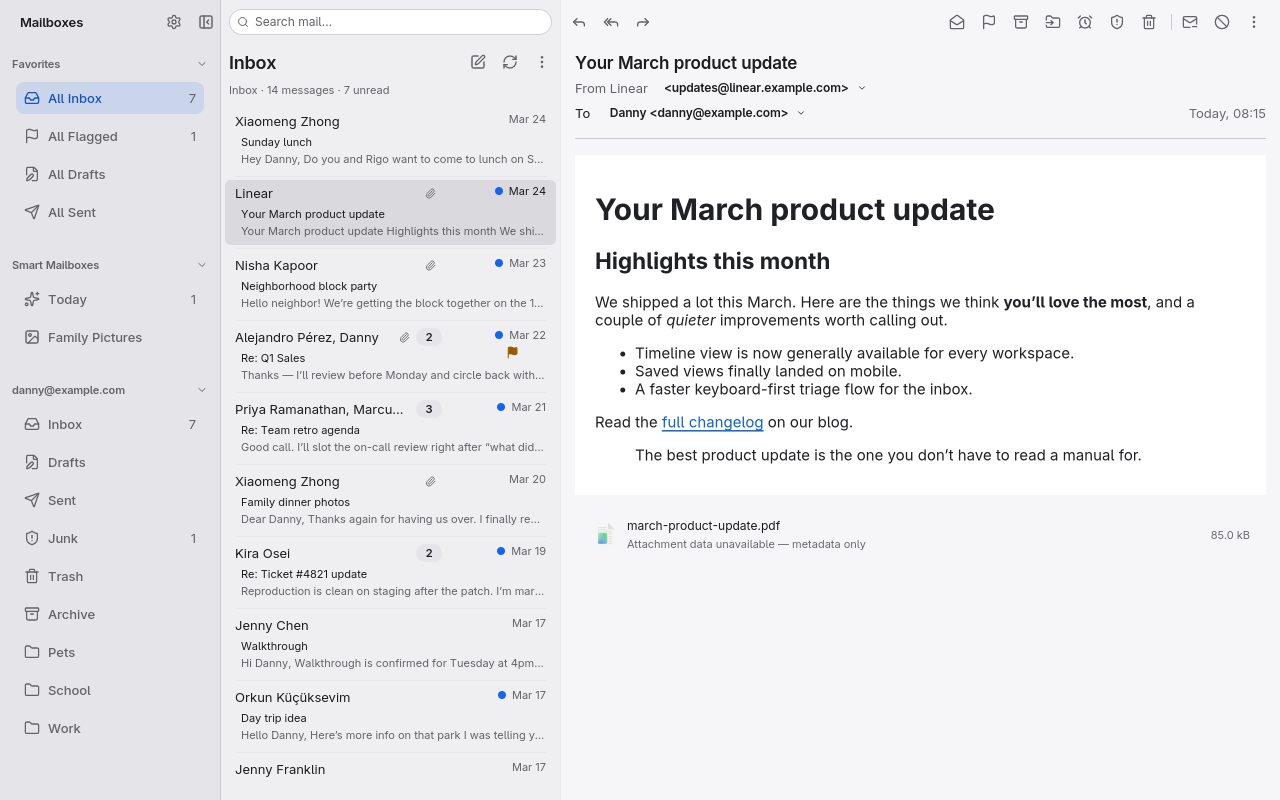 Mailboxes
Favorites
All Inbox 7
All Flagged 1
All Drafts
All Sent
Smart Mailboxes
Today 1
Family Pictures
danny@example.com
Inbox 7
Drafts
Sent
Junk 1
Trash
Archive
Pets
School
Work
Search mail...
Inbox
Inbox · 14 messages · 7 unread
Xiaomeng Zhong Mar 24
Sunday lunch
Hey Danny, Do you and Rigo want to come to lunch on S...
Linear Mar 24
Your March product update
Your March product update Highlights this month We shi...
Nisha Kapoor Mar 23
Neighborhood block party
Hello neighbor! We’re getting the block together on the 1...
Alejandro Pérez, Danny 2 Mar 22
Re: Q1 Sales
Thanks — I’ll review before Monday and circle back with...
Priya Ramanathan, Marcu... 3 Mar 21
Re: Team retro agenda
Good call. I’ll slot the on-call review right after “what did...
Xiaomeng Zhong Mar 20
Family dinner photos
Dear Danny, Thanks again for having us over. I finally re...
Kira Osei 2 Mar 19
Re: Ticket #4821 update
Reproduction is clean on staging after the patch. I’m mar...
Jenny Chen Mar 17
Walkthrough
Hi Danny, Walkthrough is confirmed for Tuesday at 4pm...
Orkun Küçüksevim Mar 17
Day trip idea
Hello Danny, Here’s more info on that park I was telling y...
Jenny Franklin Mar 17
Your March product update
From Linear <updates@linear.example.com>
To Danny <danny@example.com> Today, 08:15
Your March product update
Highlights this month
We shipped a lot this March. Here are the things we think you’ll love the most, and a
couple of quieter improvements worth calling out.
• Timeline view is now generally available for every workspace.
• Saved views finally landed on mobile.
• A faster keyboard-first triage flow for the inbox.
Read the full changelog on our blog.
The best product update is the one you don’t have to read a manual for.
march-product-update.pdf
Attachment data unavailable — metadata only
85.0 kB